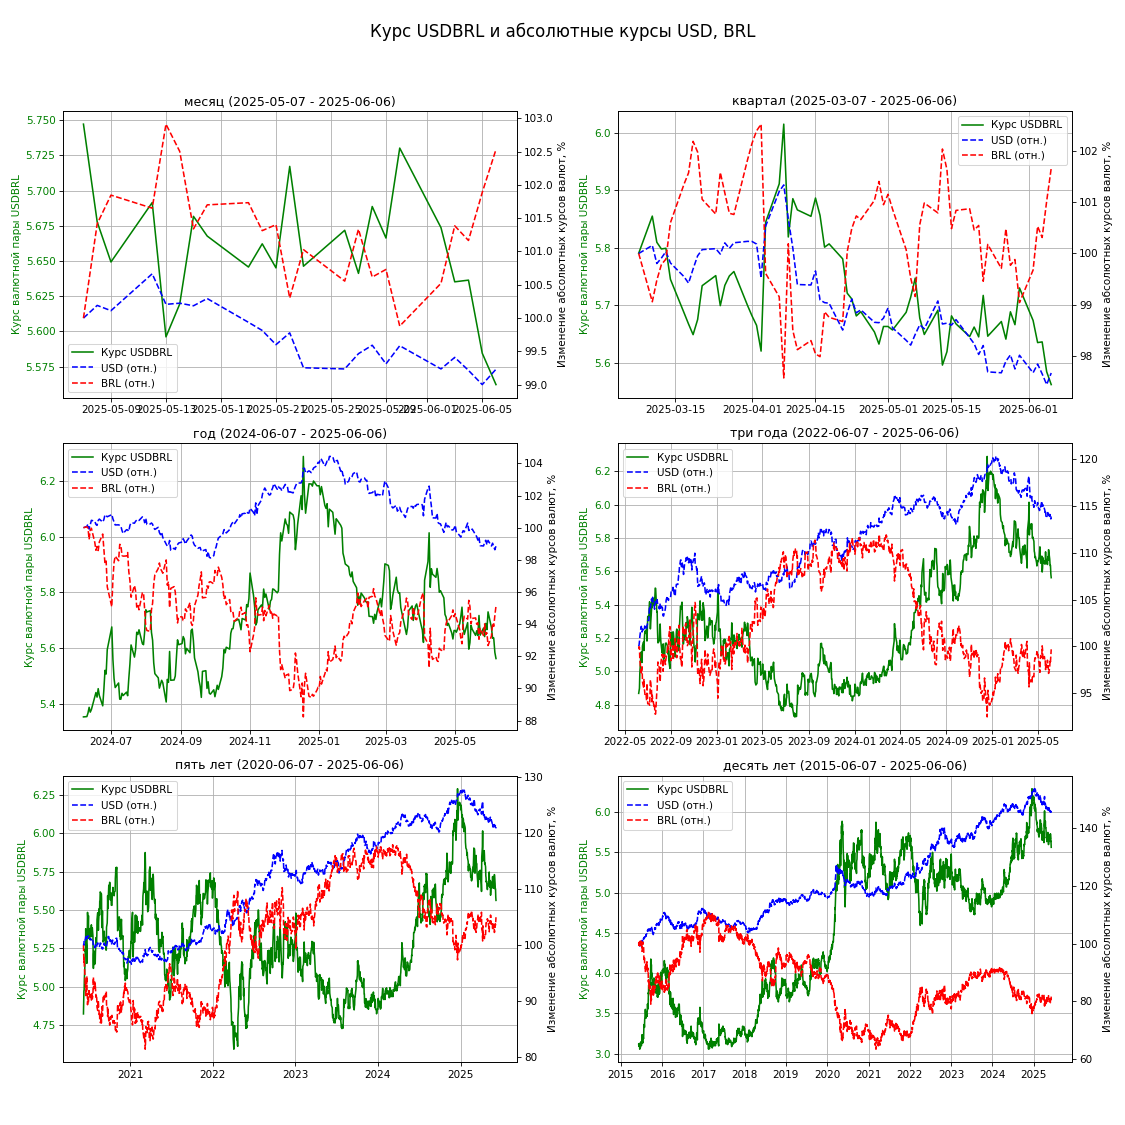 Курс USDBRL и абсолютные курсы USD, BRL
месяц (2025-05-07 - 2025-06-06)
Курс валютной пары USDBRL
5.750
5.725
5.700
5.675
5.650
5.625
5.600
5.575
103.0
102.5
102.0
101.5
101.0
100.5
100.0
99.5
99.0
Изменение абсолютных курсов валют, %
Курс USDBRL
USD (отн.)
BRL (отн.)
2025-05-09 2025-05-13 2025-05-17 2025-05-21 2025-05-25 2025-05-29 2025-06-01 2025-06-05
квартал (2025-03-07 - 2025-06-06)
Курс валютной пары USDBRL
6.0
5.9
5.8
5.7
5.6
102
101
100
99
98
Изменение абсолютных курсов валют, %
Курс USDBRL
USD (отн.)
BRL (отн.)
2025-03-15 2025-04-01 2025-04-15 2025-05-01 2025-05-15 2025-06-01
год (2024-06-07 - 2025-06-06)
Курс валютной пары USDBRL
6.2
6.0
5.8
5.6
5.4
104
102
100
98
96
94
92
90
88
Изменение абсолютных курсов валют, %
Курс USDBRL
USD (отн.)
BRL (отн.)
2024-07 2024-09 2024-11 2025-01 2025-03 2025-05
три года (2022-06-07 - 2025-06-06)
Курс валютной пары USDBRL
6.2
6.0
5.8
5.6
5.4
5.2
5.0
4.8
120
115
110
105
100
95
Изменение абсолютных курсов валют, %
Курс USDBRL
USD (отн.)
BRL (отн.)
2022-05 2022-09 2023-01 2023-05 2023-09 2024-01 2024-05 2024-09 2025-01 2025-05
пять лет (2020-06-07 - 2025-06-06)
Курс валютной пары USDBRL
6.25
6.00
5.75
5.50
5.25
5.00
4.75
130
120
110
100
90
80
Изменение абсолютных курсов валют, %
Курс USDBRL
USD (отн.)
BRL (отн.)
2021 2022 2023 2024 2025
десять лет (2015-06-07 - 2025-06-06)
Курс валютной пары USDBRL
6.0
5.5
5.0
4.5
4.0
3.5
3.0
140
120
100
80
60
Изменение абсолютных курсов валют, %
Курс USDBRL
USD (отн.)
BRL (отн.)
2015 2016 2017 2018 2019 2020 2021 2022 2023 2024 2025